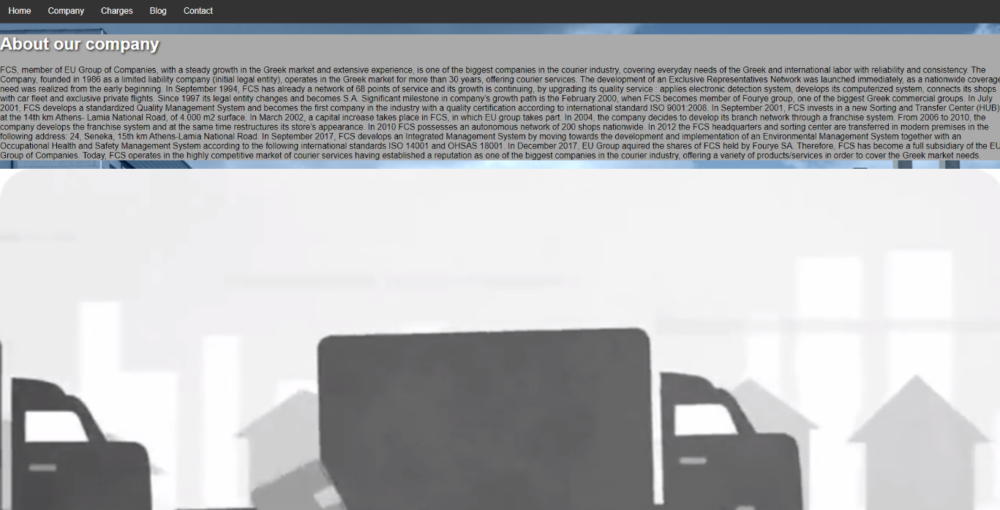 Home Company Charges Blog Contact
About our company
FCS, member of EU Group of Companies, with a steady growth in the Greek market and extensive experience, is one of the biggest companies in the courier industry, covering everyday needs of the Greek and international labor with reliability and consistency. The
Company, founded in 1986 as a limited liability company (initial legal entity), operates in the Greek market for more than 30 years, offering courier services. The development of an Exclusive Representatives Network was launched immediately, as a nationwide coverage
need was realized from the early beginning. In September 1994, FCS has already a network of 68 points of service and its growth is continuing, by upgrading its quality service : applies electronic detection system, develops its computerized system, connects its shops
with car fleet and exclusive private flights. Since 1997 its legal entity changes and becomes S.A. Significant milestone in company's growth path is the February 2000, when FCS becomes member of Fourye group, one of the biggest Greek commercial groups. In July
2001, FCS develops a standardized Quality Management System and becomes the first company in the industry with a quality certification according to international standard ISO 9001:2008. In September 2001, FCS invests in a new Sorting and Transfer Center (HUB)
at the 14th km Athens- Lamia National Road, of 4.000 m2 surface. In March 2002, a capital increase takes place in FCS, in which EU group takes part. In 2004, the company decides to develop its branch network through a franchise system. From 2006 to 2010, the
company develops the franchise system and at the same time restructures its store's appearance. In 2010 FCS possesses an autonomous network of 200 shops nationwide. In 2012 the FCS headquarters and sorting center are transferred in modern premises in the
following address: 24, Seneka, 15th km Athens-Lamia National Road. In September 2017, FCS develops an Integrated Management System by moving towards the development and implementation of an Environmental Management System together with an
Occupational Health and Safety Management System according to the following international standards ISO 14001 and OHSAS 18001. In December 2017, EU Group aquired the shares of FCS held by Fourye SA. Therefore, FCS has become a full subsidiary of the EU
Group of Companies. Today, FCS operates in the highly competitive market of courier services having established a reputation as one of the biggest companies in the courier industry, offering a variety of products/services in order to cover the Greek market needs.